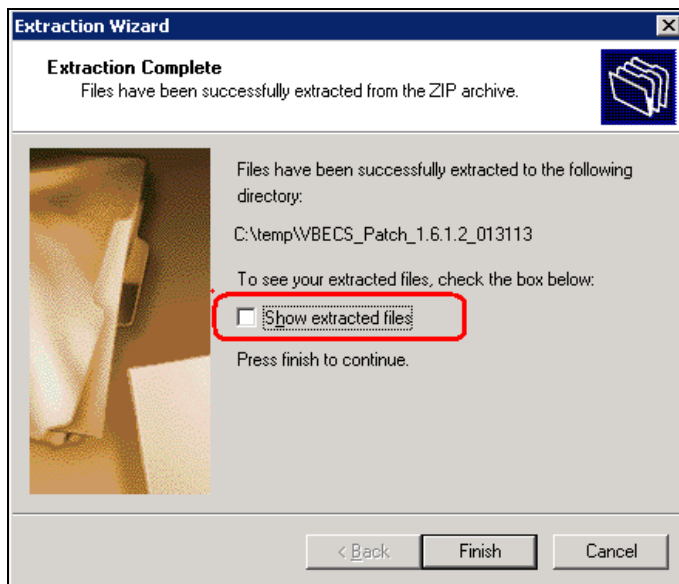 Extraction Wizard
Extraction Complete
Files have been successfully extracted from the ZIP archive.
Files have been successfully extracted to the following
directory:
C:\temp\VBECS_Patch_1.6.1.2_013113
To see your extracted files, check the box below:
Show extracted files
Press finish to continue.
< Back
Finish
Cancel